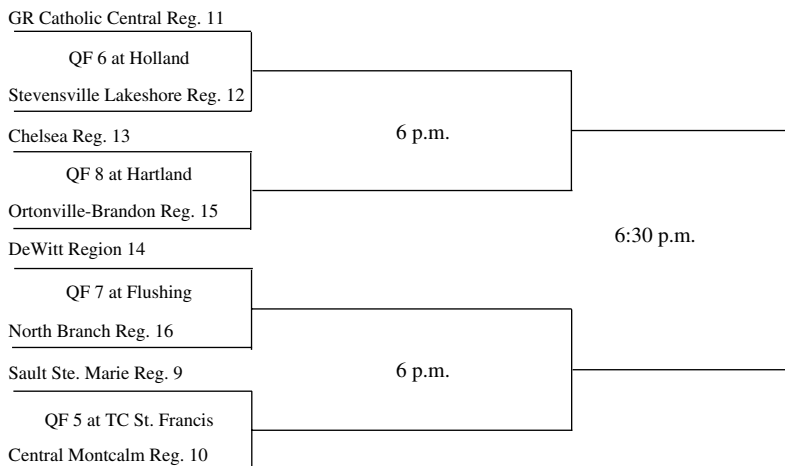 GR Catholic Central Reg. 11
QF 6 at Holland
Stevensville Lakeshore Reg. 12
Chelsea Reg. 13
6 p.m.
QF 8 at Hartland
Ortonville-Brandon Reg. 15
6:30 p.m.
DeWitt Region 14
QF 7 at Flushing
North Branch Reg. 16
Sault Ste. Marie Reg. 9
6 p.m.
QF 5 at TC St. Francis
Central Montcalm Reg. 10